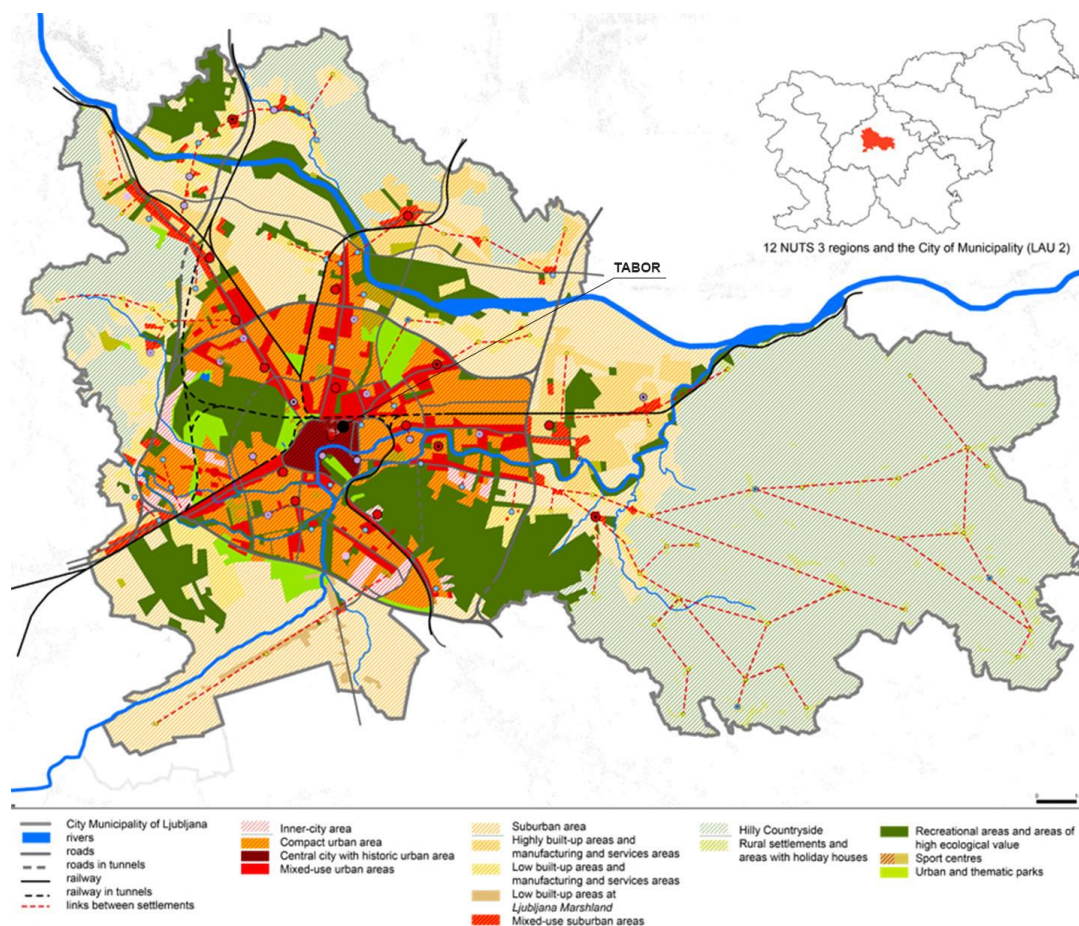 TABOR
12 NUTS 3 regions and the City of Municipality (LAU 2)
City Municipality of Ljubljana
rivers
roads
roads in tunnels
railway
railway in tunnels
links between settlements
Inner-city area
Compact urban area
Central city with historic urban area
Mixed-use urban areas
Suburban area
Highly built-up areas and
manufacturing and services areas
Low built-up areas and
manufacturing and services areas
Low built-up areas at
Ljubljana Marshland
Mixed-use suburban areas
Hilly Countryside
Rural settlements and
areas with holiday houses
Recreational areas and areas of
high ecological value
Sport centres
Urban and thematic parks